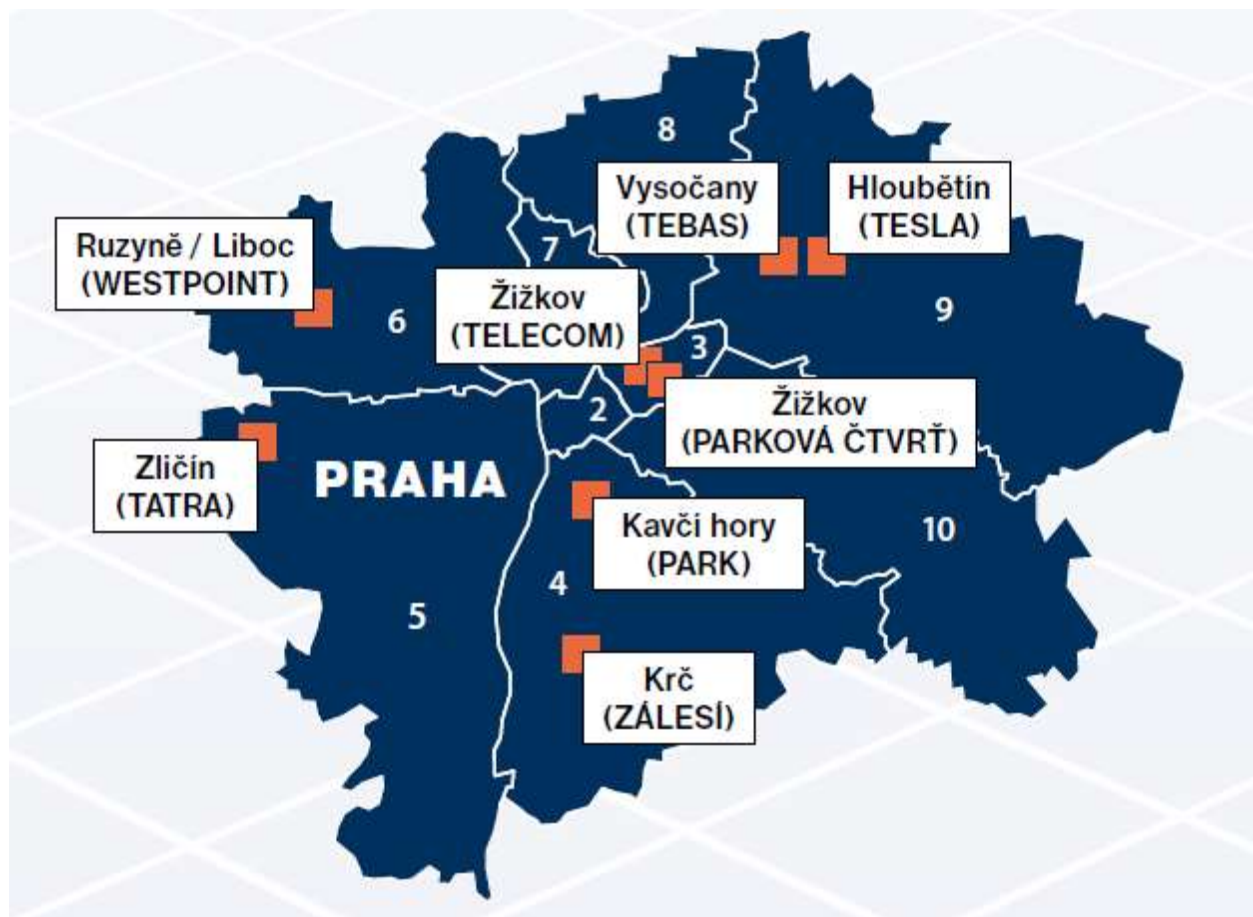 8
Vysočany
(TEBAS)
Hloubětín
(TESLA)
Ruzyně / Liboc
(WESTPOINT)
7
Žižkov
(TELECOM)
6
9
3
2
Žižkov
(PARKOVÁ ČTVRŤ)
Zličín
(TATRA)
PRAHA
Kavčí hory
(PARK)
10
4
5
Krč
(ZÁLESÍ)